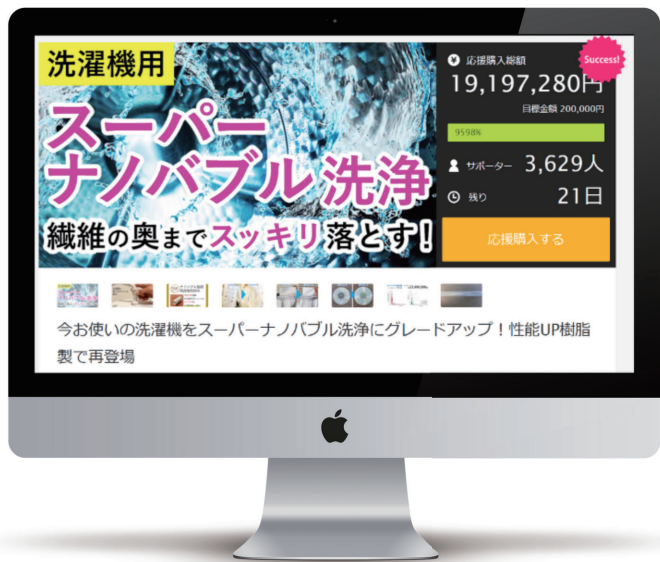 洗濯機用
スーパー
ナノバブル洗浄
繊維の奥までスッキリ落とす!
応援購入総額
Success!
19,197,280円
目標金額 200,000円
9598%
サポーター 3,629人
残り 21日
応援購入する
今お使いの洗濯機をスーパーナノバブル洗浄にグレードアップ!性能UP樹脂
製で再登場